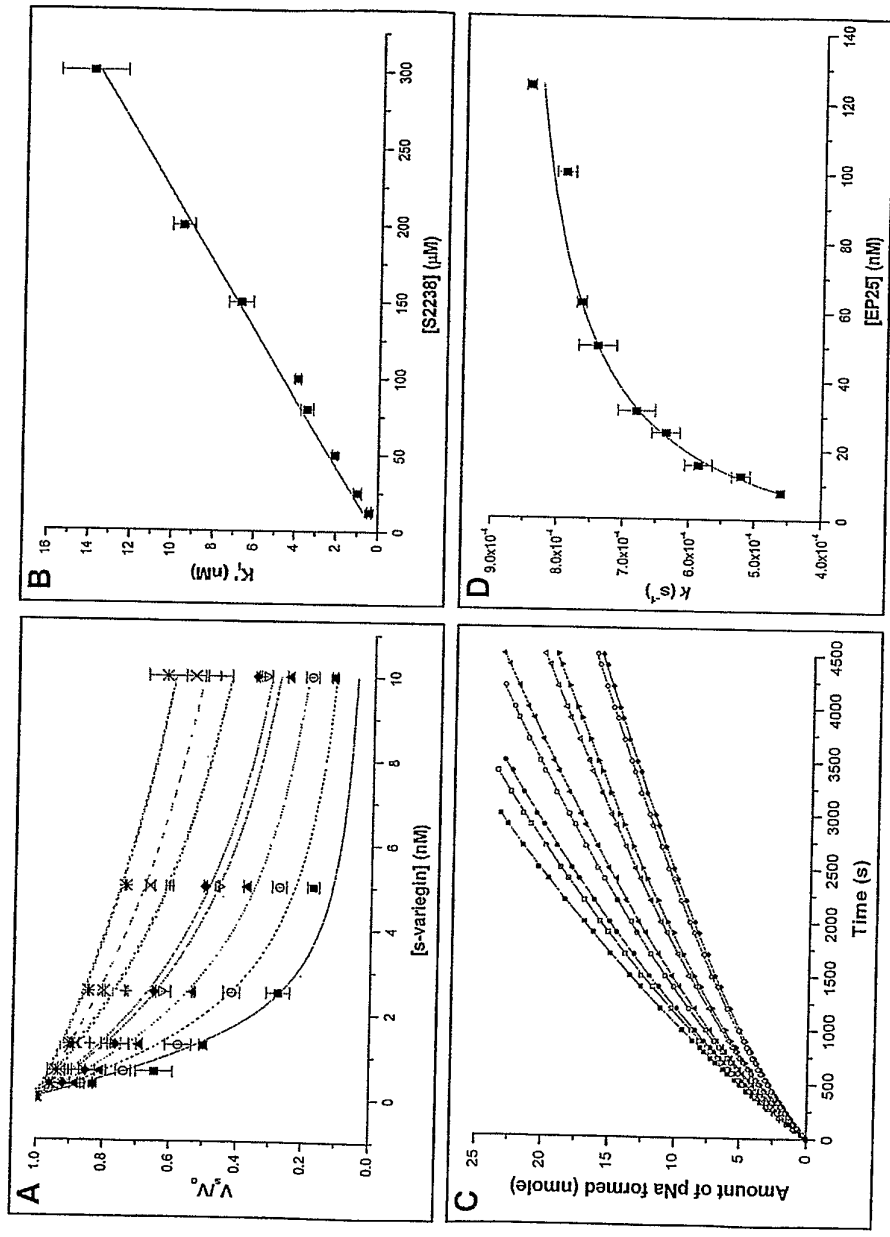 A
1.0
0.8
0.6
0.4
0.2
0.0
Vs/Vo
0
2
4
6
8
10
[s-variegin] (nM)
B
16
14
12
10
8
6
4
2
0
Ki' (nM)
0
50
100
150
200
250
300
[S2238] (μM)
C
25
20
15
10
5
0
Amount of pNa formed (nmole)
0
500
1000
1500
2000
2500
3000
3500
4000
4500
Time (s)
D
9.0x10⁻⁴
8.0x10⁻⁴
7.0x10⁻⁴
6.0x10⁻⁴
5.0x10⁻⁴
4.0x10⁻⁴
k (s⁻¹)
0
20
40
60
80
100
120
140
[EP25] (nM)